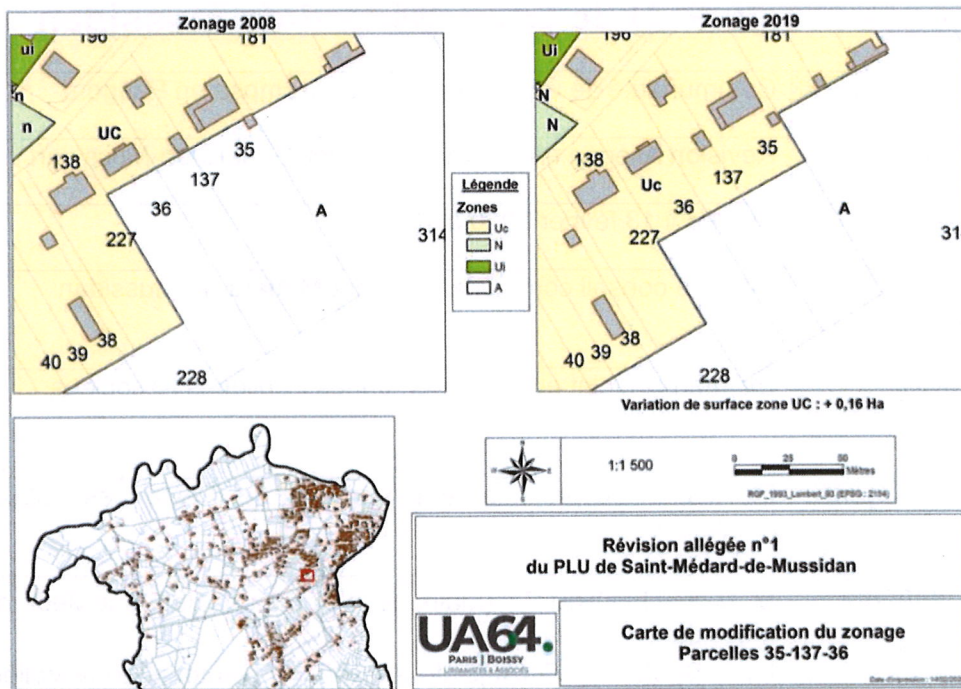 Zonage 2008
ui
196
181
n
n
UC
138
35
137
36
A
227
314
38
39
40
228
Légende
Zones
Uc
N
Ui
A
Zonage 2019
Ui
196
181
N
N
138
35
Uc
137
36
A
227
31
38
39
40
228
Variation de surface zone UC : + 0,16 Ha
N
W
E
S
1:1 500
0 25 50
Mètres
RGF_1993_Lambert_93 (EPSG : 2154)
Révision allégée n°1
du PLU de Saint-Médard-de-Mussidan
UA64.
PARIS | BOISSY
URBANISTES & ASSOCIÉS
Carte de modification du zonage
Parcelles 35-137-36
Date d'impression :